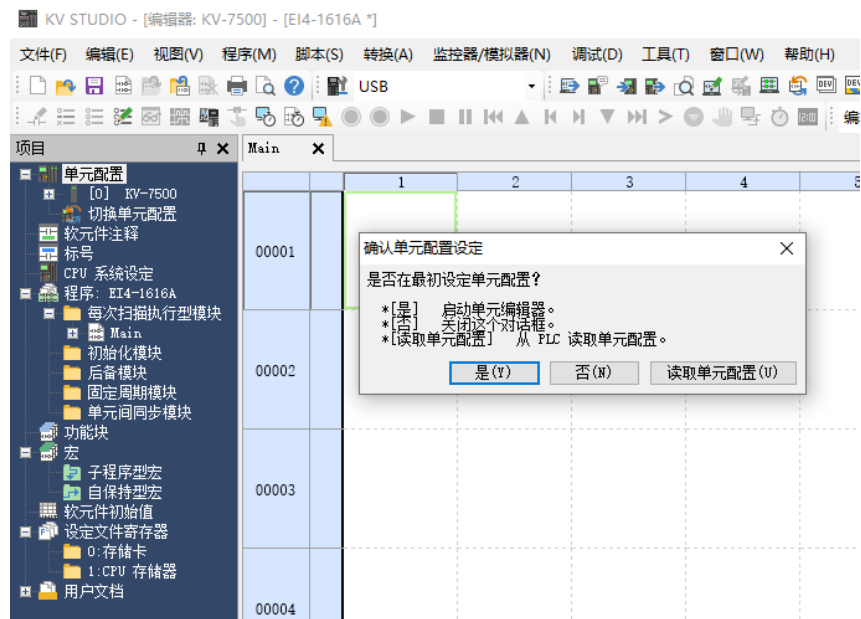 KV STUDIO - [编辑器: KV-7500] - [EI4-1616A *]
文件(F) 编辑(E) 视图(V) 程序(M) 脚本(S) 转换(A) 监控器/模拟器(N) 调试(D) 工具(T) 窗口(W) 帮助(H)
USB
DEV
编
项目
Main
单元配置
[0] KV-7500
切换单元配置
软元件注释
标号
CPU 系统设定
程序: EI4-1616A
每次扫描执行型模块
Main
初始化模块
后备模块
固定周期模块
单元间同步模块
功能块
宏
子程序型宏
自保持型宏
软元件初始值
设定文件寄存器
0:存储卡
1:CPU 存储器
用户文档
1 2 3 4 5
00001
00002
00003
00004
确认单元配置设定
是否在最初设定单元配置?
*[是] 启动单元编辑器。
*[否] 关闭这个对话框。
*[读取单元配置] 从 PLC 读取单元配置。
是(Y) 否(N) 读取单元配置(U)